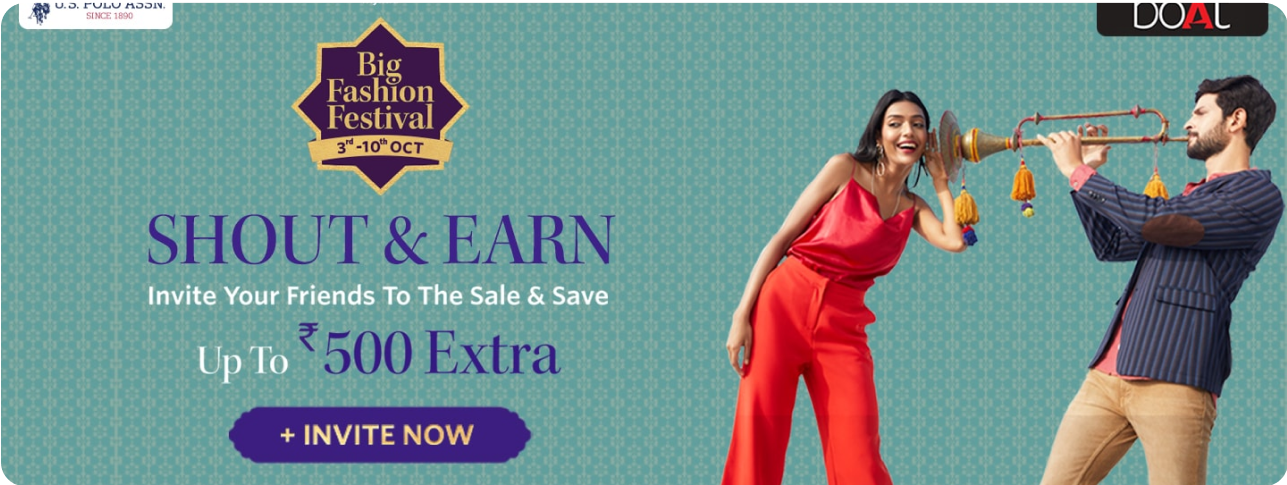 U.S. POLO ASSN.
SINCE 1890
boAt
Big
Fashion
Festival
3rd -10th OCT
SHOUT & EARN
Invite Your Friends To The Sale & Save
Up To ₹500 Extra
+ INVITE NOW